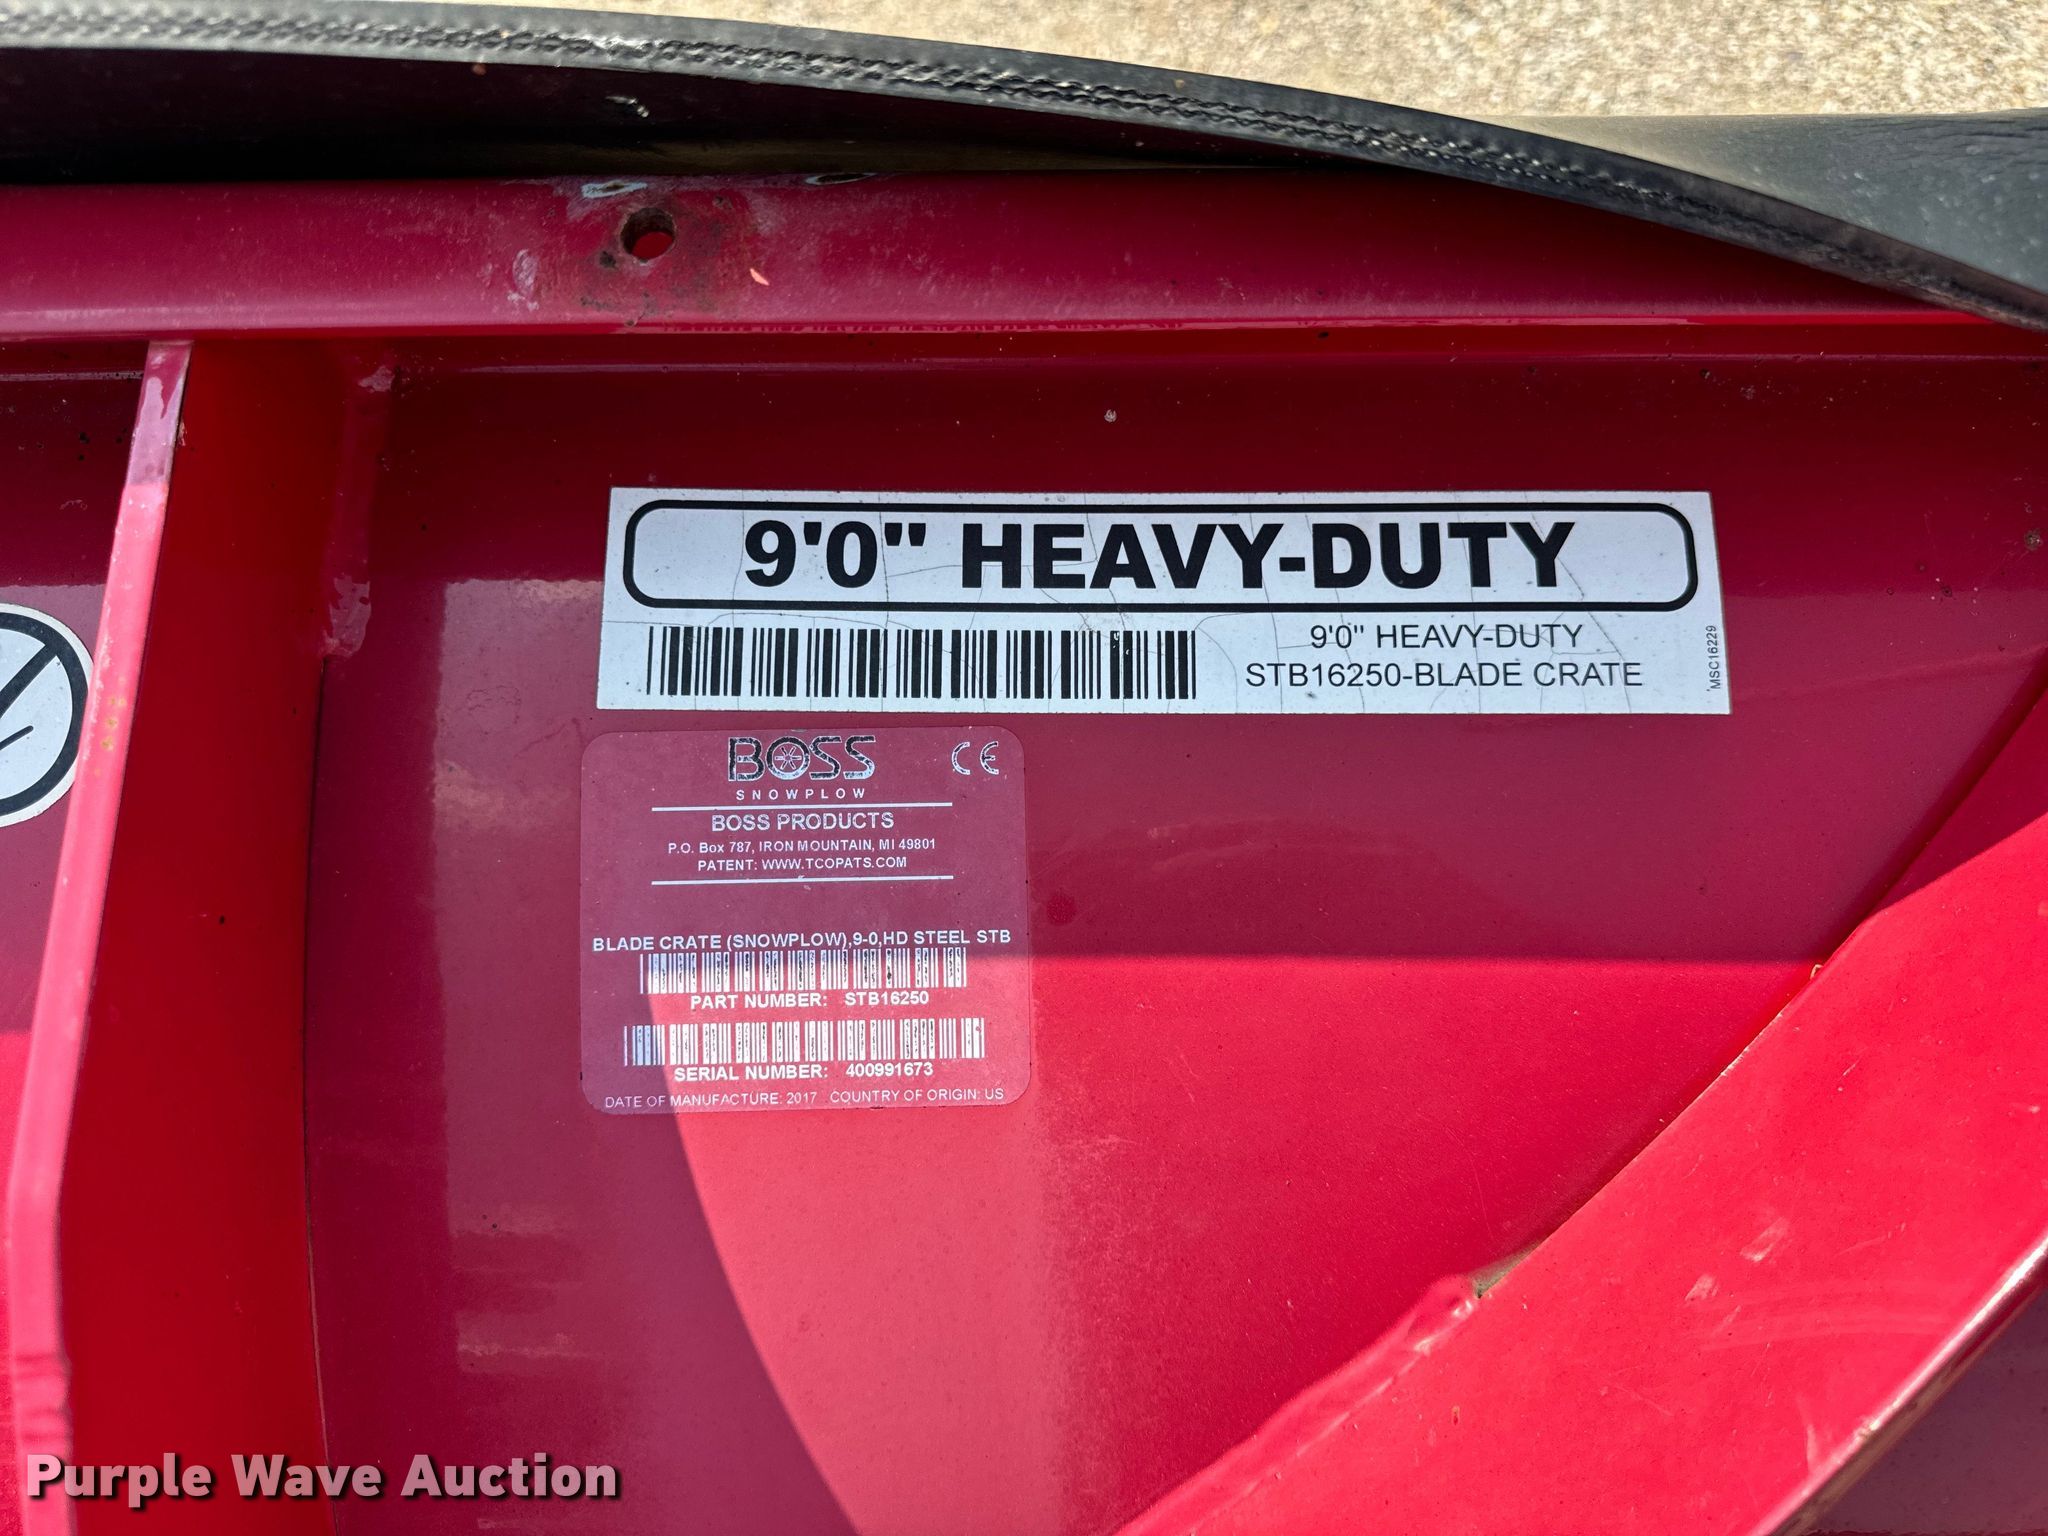 9'0" HEAVY-DUTY
9'0" HEAVY-DUTY
STB16250-BLADE CRATE
MSC16229
BOSS
SNOWPLOW
CE
BOSS PRODUCTS
P.O. Box 787, IRON MOUNTAIN, MI 49801
PATENT: WWW.TCOPATS.COM
BLADE CRATE (SNOWPLOW),9-0,HD STEEL STB
PART NUMBER: STB16250
SERIAL NUMBER: 400991673
DATE OF MANUFACTURE: 2017 COUNTRY OF ORIGIN: US
Purple Wave Auction